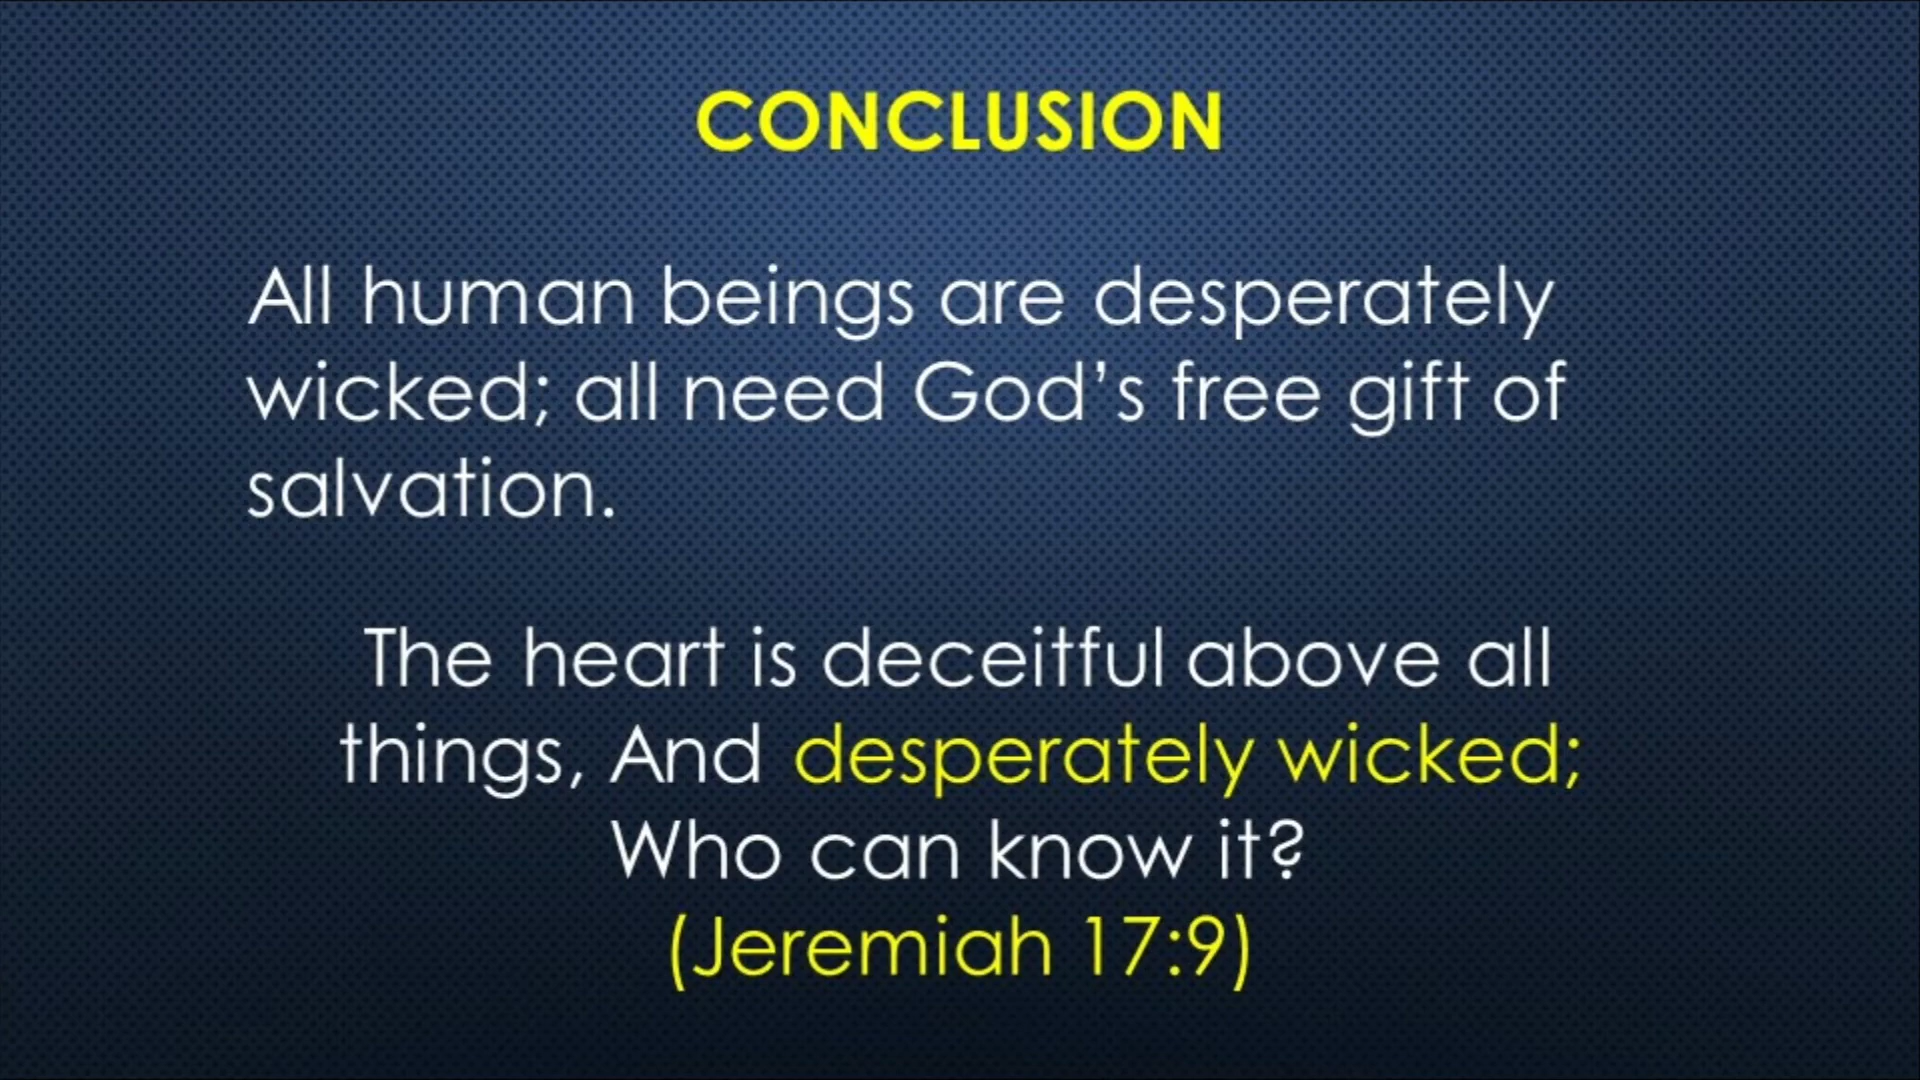 CONCLUSION
All human beings are desperately
wicked; all need God’s free gift of
salvation.
The heart is deceitful above all
things, And desperately wicked;
Who can know it?
(Jeremiah 17:9)